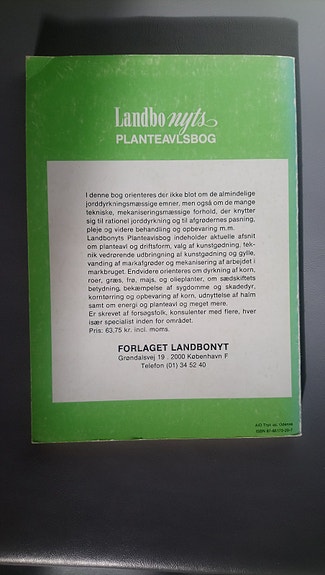 Landbo nyts
PLANTEAVLSBOG
I denne bog orienteres der ikke blot om de almindelige
jorddyrkningsmæssige emner, men også om de mange
tekniske, mekaniseringsmæssige forhold, der knytter
sig til rationel jorddyrkning og til afgrødernes pasning,
pleje og videre behandling og opbevaring m.m.
Landbonyts Planteavlsbog indeholder aktuelle afsnit
om planteavl og driftsform, valg af kunstgødning, tek-
nik vedrørende udbringning af kunstgødning og gylle,
vanding af markafgrøder og mekanisering af arbejdet i
markbruget. Endvidere orienteres om dyrkning af korn,
roer, græs, frø, majs, og olieplanter, om sædskiftets
betydning, bekæmpelse af sygdomme og skadedyr,
korntørring og opbevaring af korn, udnyttelse af halm
samt om energi og planteavl og meget mere.
Er skrevet af forsøgsfolk, konsulenter med flere, hver
især specialist inden for området.
Pris: 63,75 kr. incl. moms.
FORLAGET LANDBONYT
Grøndalsvej 19 . 2000 København F
Telefon (01) 34 52 40